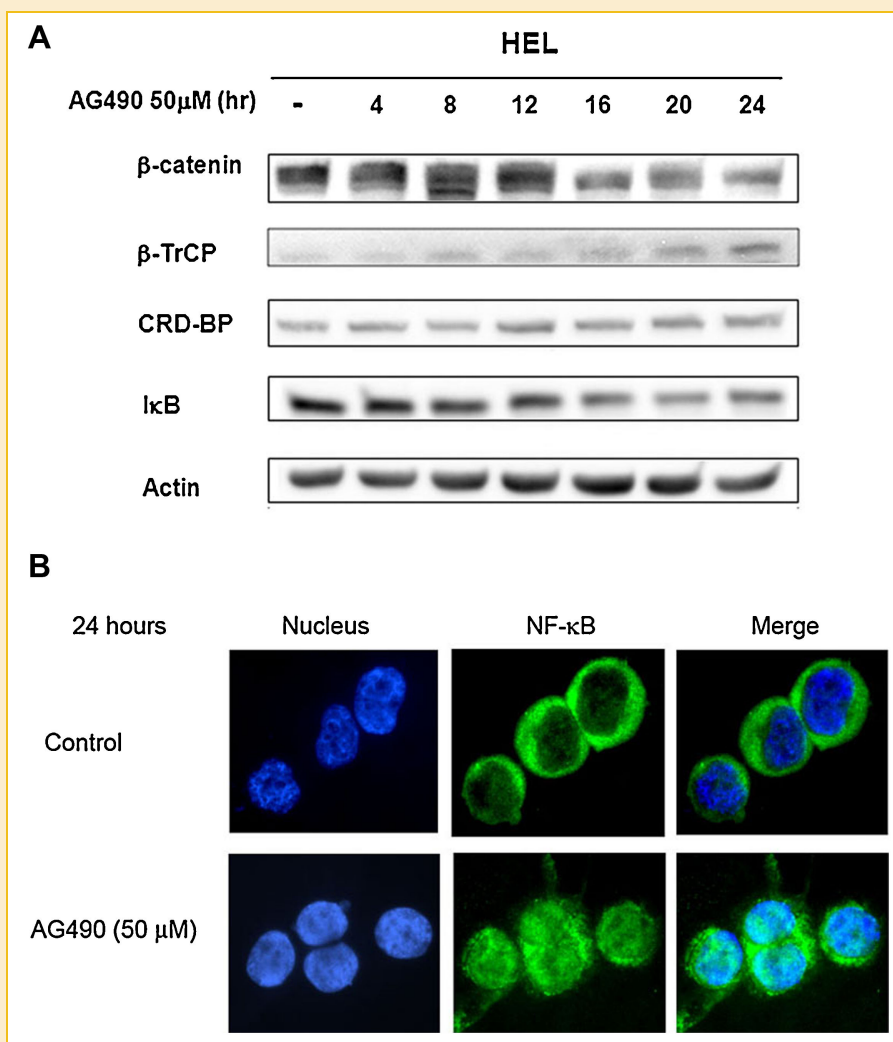 A
HEL
AG490 50μM (hr) - 4 8 12 16 20 24
β-catenin
β-TrCP
CRD-BP
IκB
Actin
B
24 hours Nucleus NF-κB Merge
Control
AG490 (50 μM)